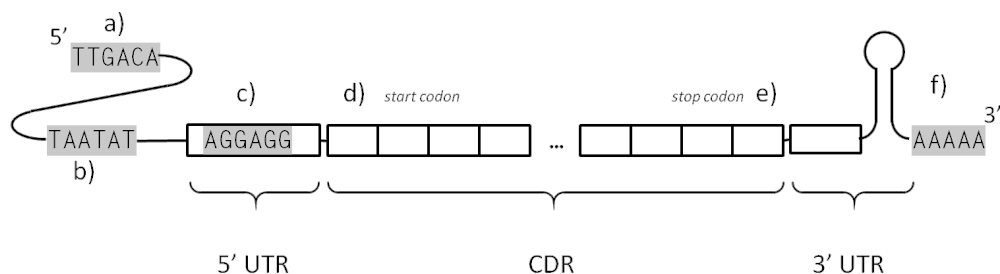 a)
5’ TTGACA
c) d) start codon stop codon e) f)
3’
TAATAT AGGAGG ... AAAAA
b)
5’ UTR CDR 3’ UTR